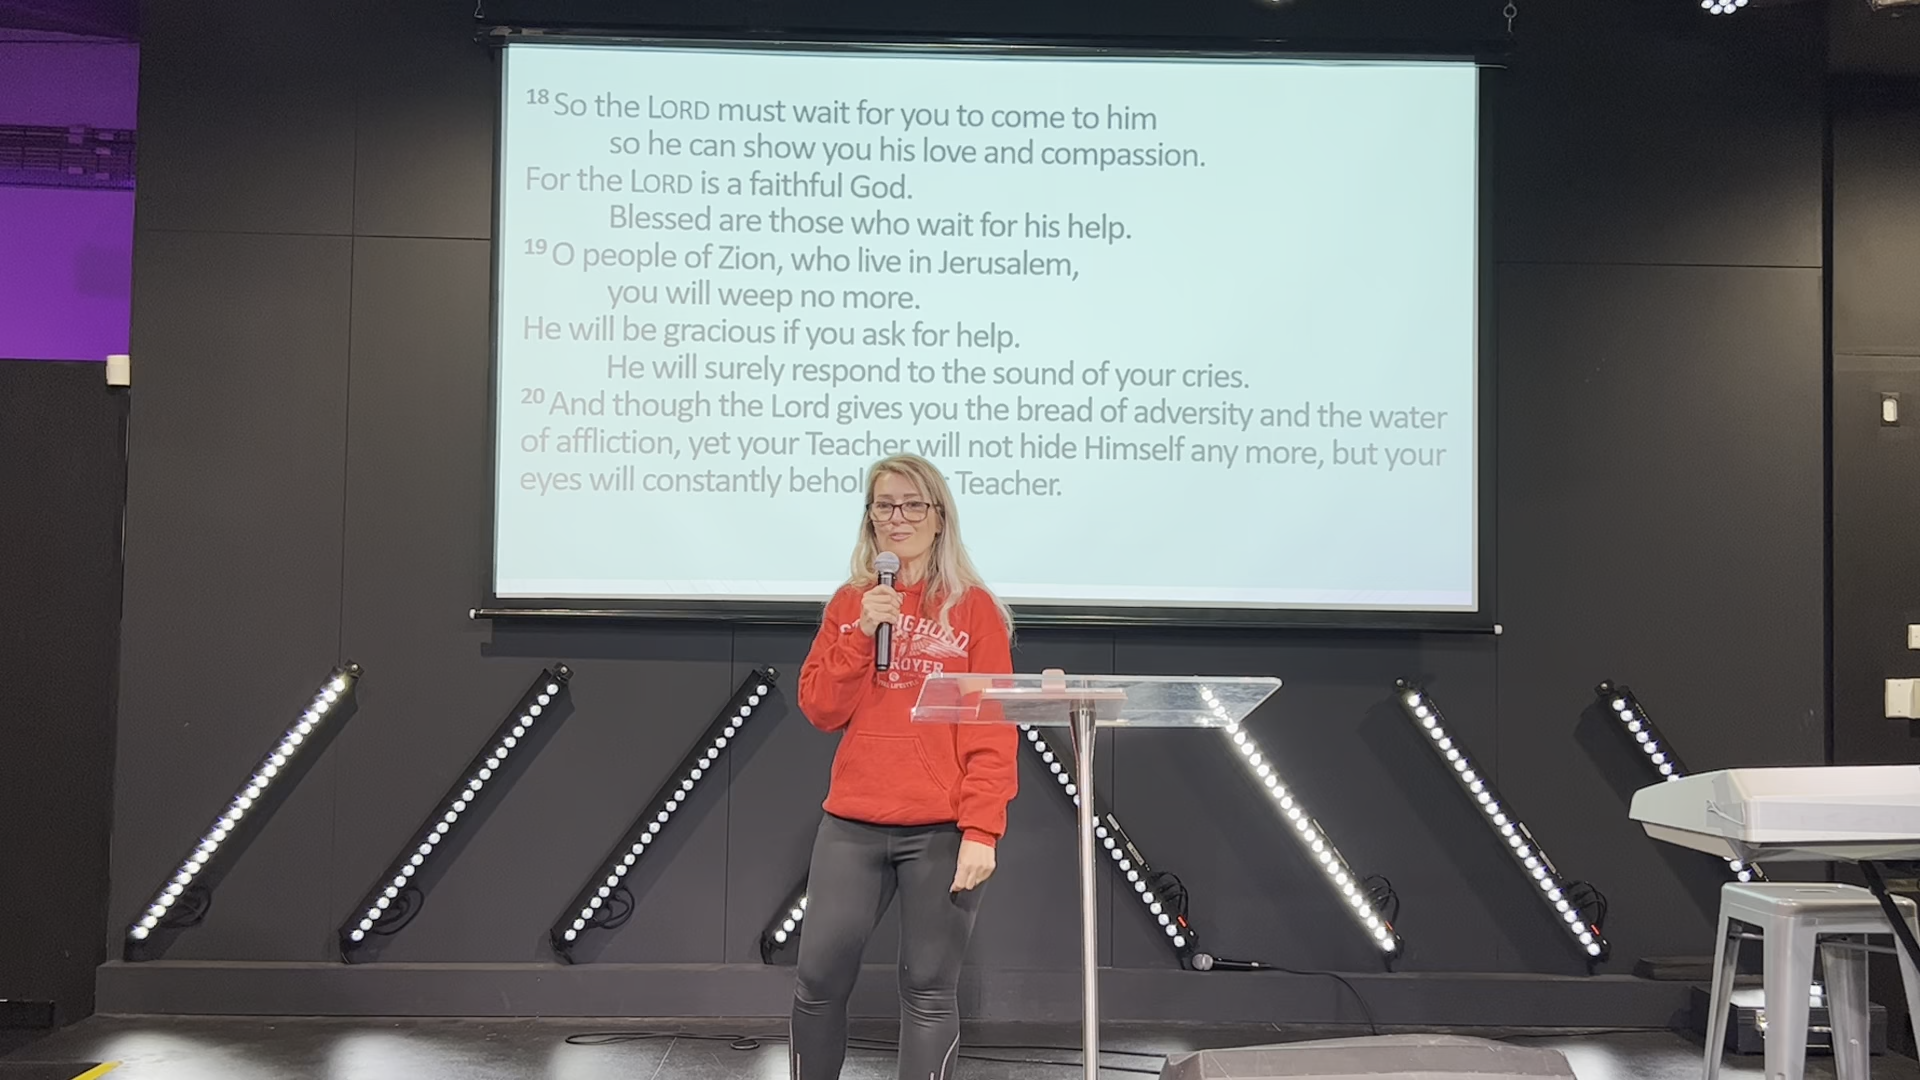 18 So the LORD must wait for you to come to him
so he can show you his love and compassion.
For the LORD is a faithful God.
Blessed are those who wait for his help.
19 O people of Zion, who live in Jerusalem,
you will weep no more.
He will be gracious if you ask for help.
He will surely respond to the sound of your cries.
20 And though the Lord gives you the bread of adversity and the water
of affliction, yet your Teacher will not hide Himself any more, but your
eyes will constantly behol Teacher.